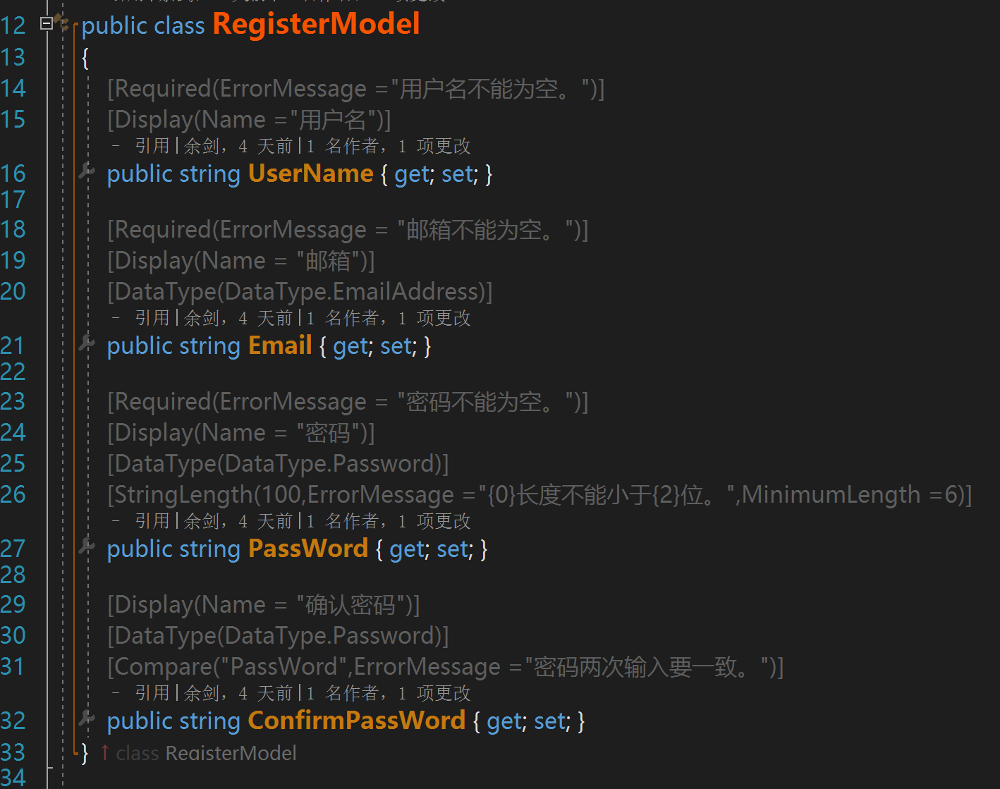 12 public class RegisterModel
13 {
14 [Required(ErrorMessage ="用户名不能为空。")]
15 [Display(Name ="用户名")]
- 引用|余剑, 4 天前|1 名作者, 1 项更改
16 public string UserName { get; set; }
17
18 [Required(ErrorMessage = "邮箱不能为空。")]
19 [Display(Name = "邮箱")]
20 [DataType(DataType.EmailAddress)]
- 引用|余剑, 4 天前|1 名作者, 1 项更改
21 public string Email { get; set; }
22
23 [Required(ErrorMessage = "密码不能为空。")]
24 [Display(Name = "密码")]
25 [DataType(DataType.Password)]
26 [StringLength(100,ErrorMessage ="{0}长度不能小于{2}位。",MinimumLength =6)]
- 引用|余剑, 4 天前|1 名作者, 1 项更改
27 public string PassWord { get; set; }
28
29 [Display(Name = "确认密码")]
30 [DataType(DataType.Password)]
31 [Compare("PassWord",ErrorMessage ="密码两次输入要一致。")]
- 引用|余剑, 4 天前|1 名作者, 1 项更改
32 public string ConfirmPassWord { get; set; }
33 } ↑ class RegisterModel
34